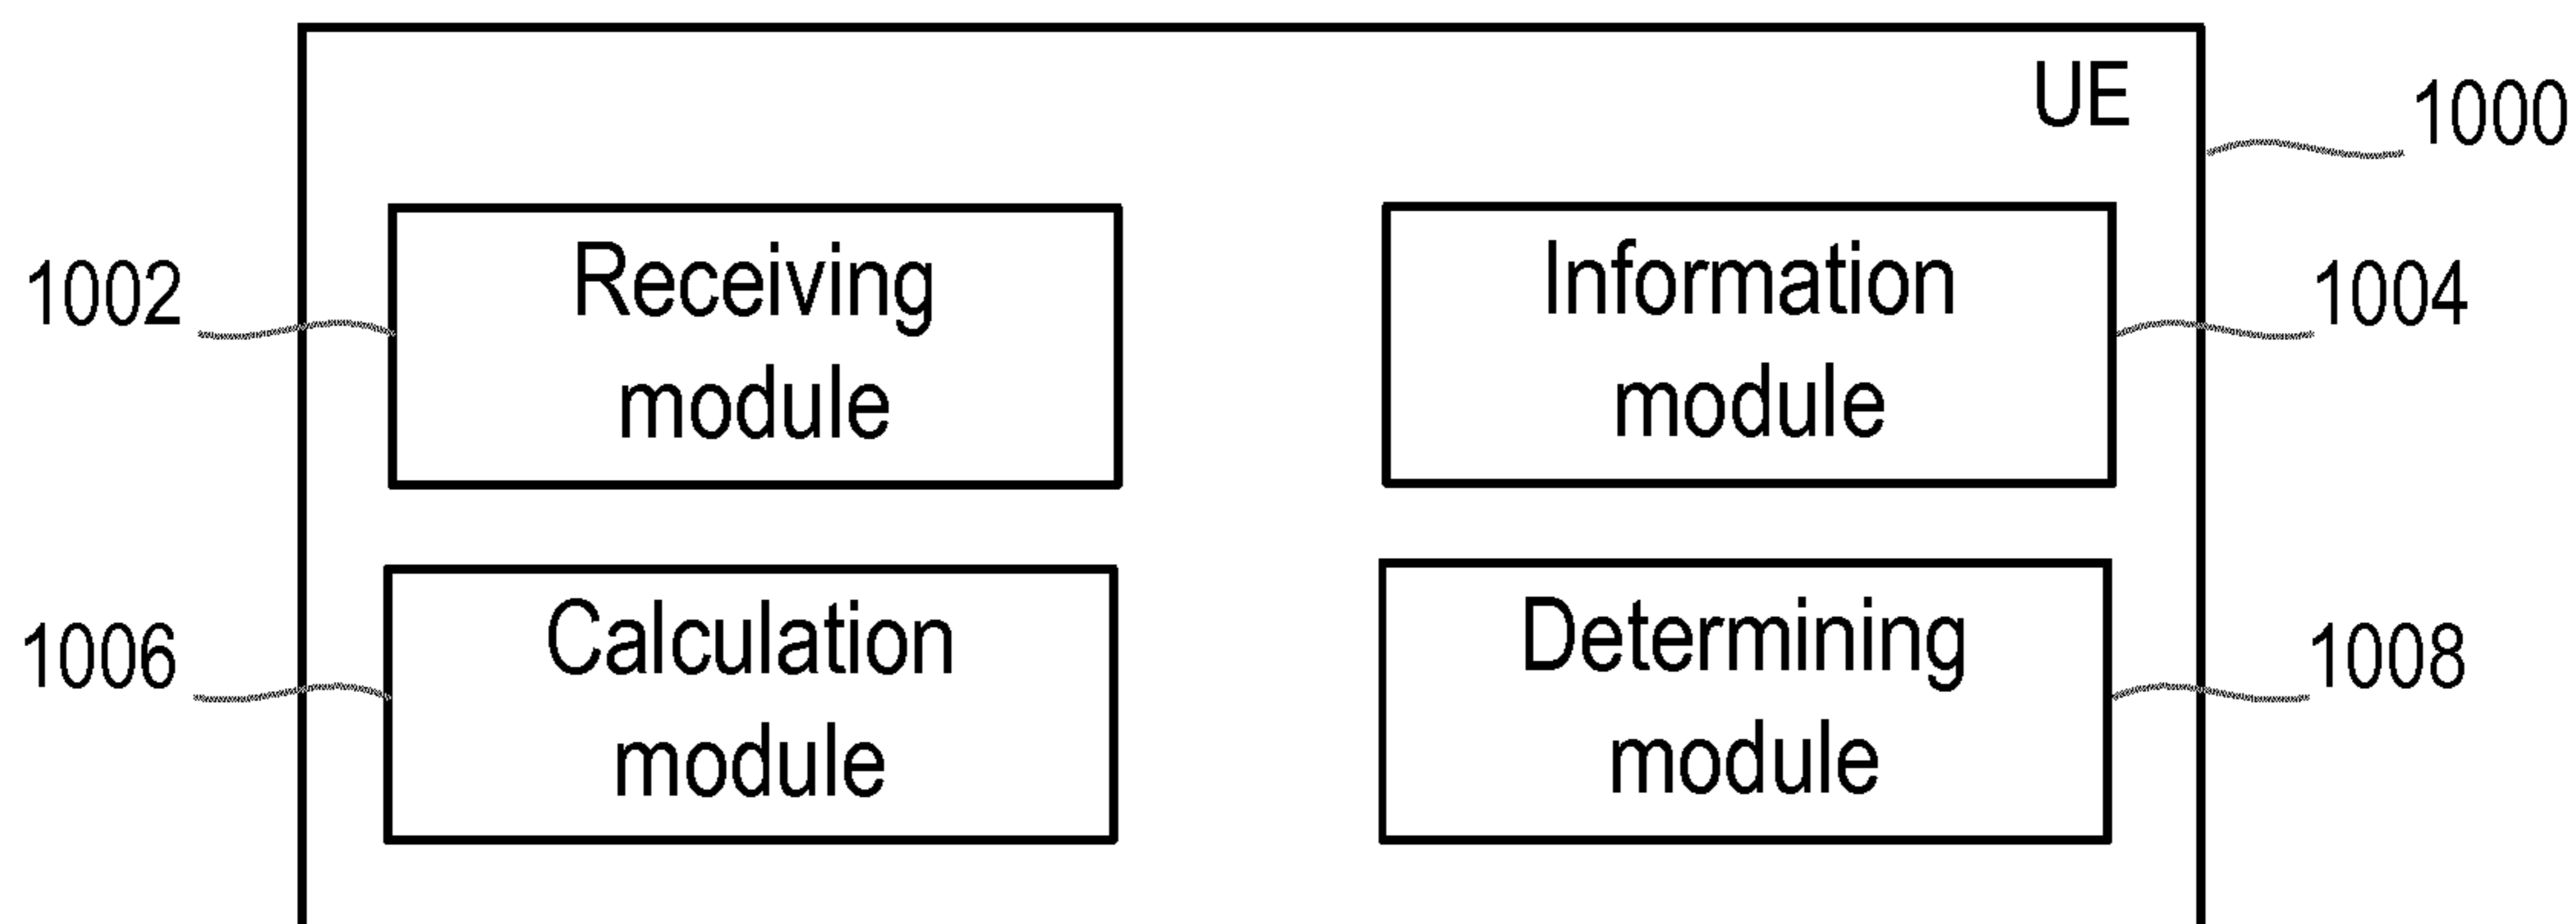 UE
1000
Receiving
module
1002
Information
module
1004
Calculation
module
1006
Determining
module
1008